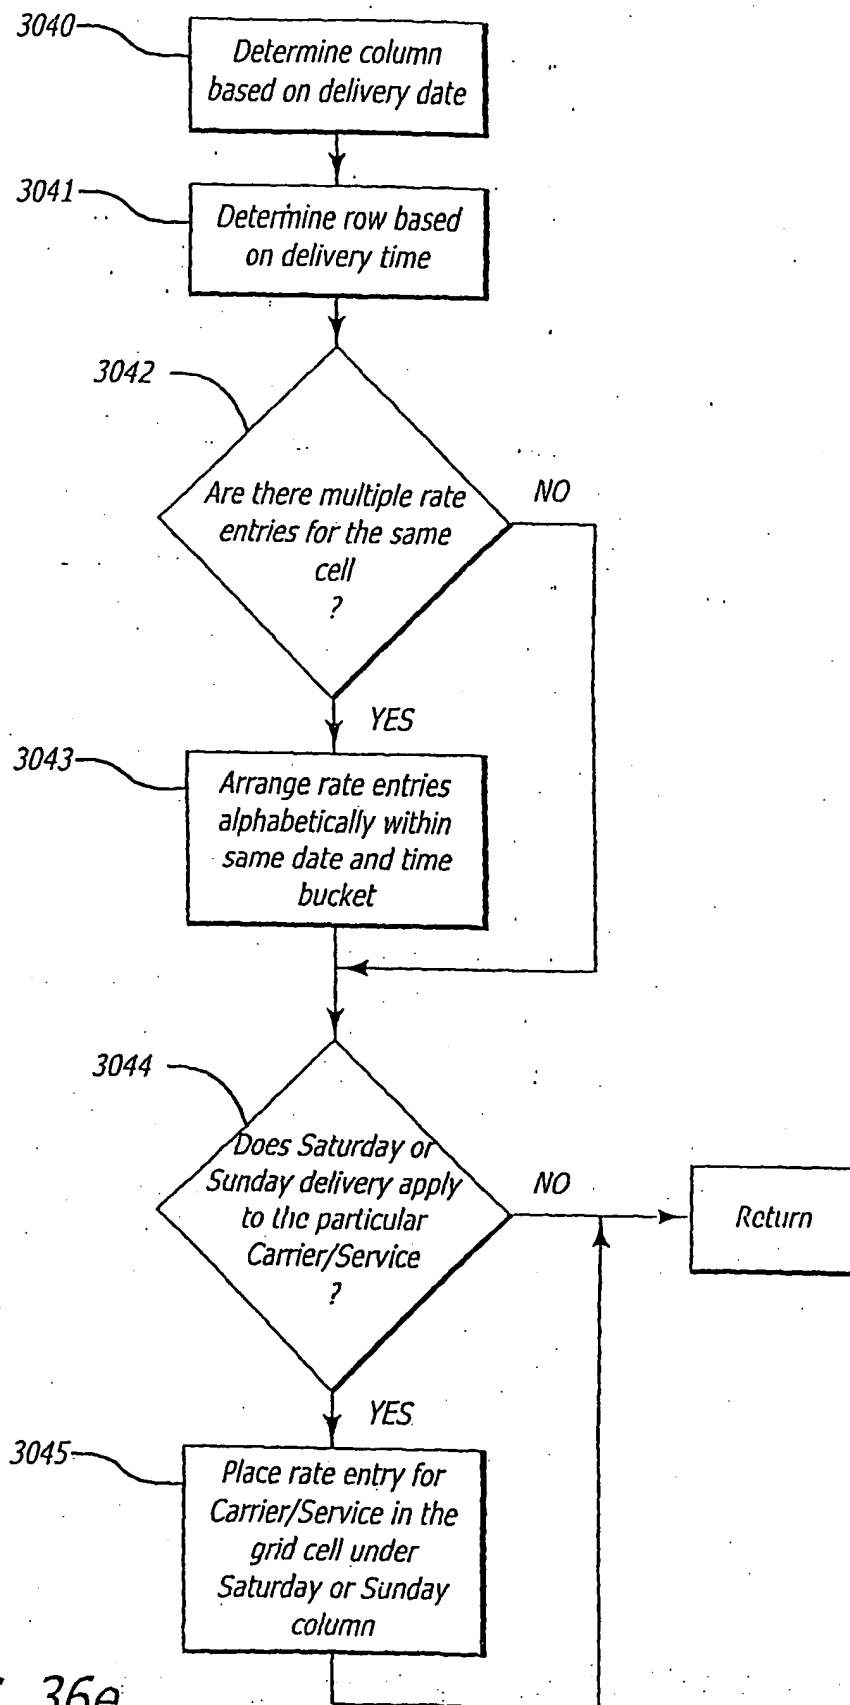 3040
Determine column
based on delivery date
3041
Determine row based
on delivery time
3042
Are there multiple rate
entries for the same
cell
?
NO
YES
3043
Arrange rate entries
alphabetically within
same date and time
bucket
3044
Does Saturday or
Sunday delivery apply
to the particular
Carrier/Service
?
NO
Return
YES
3045
Place rate entry for
Carrier/Service in the
grid cell under
Saturday or Sunday
column
36e